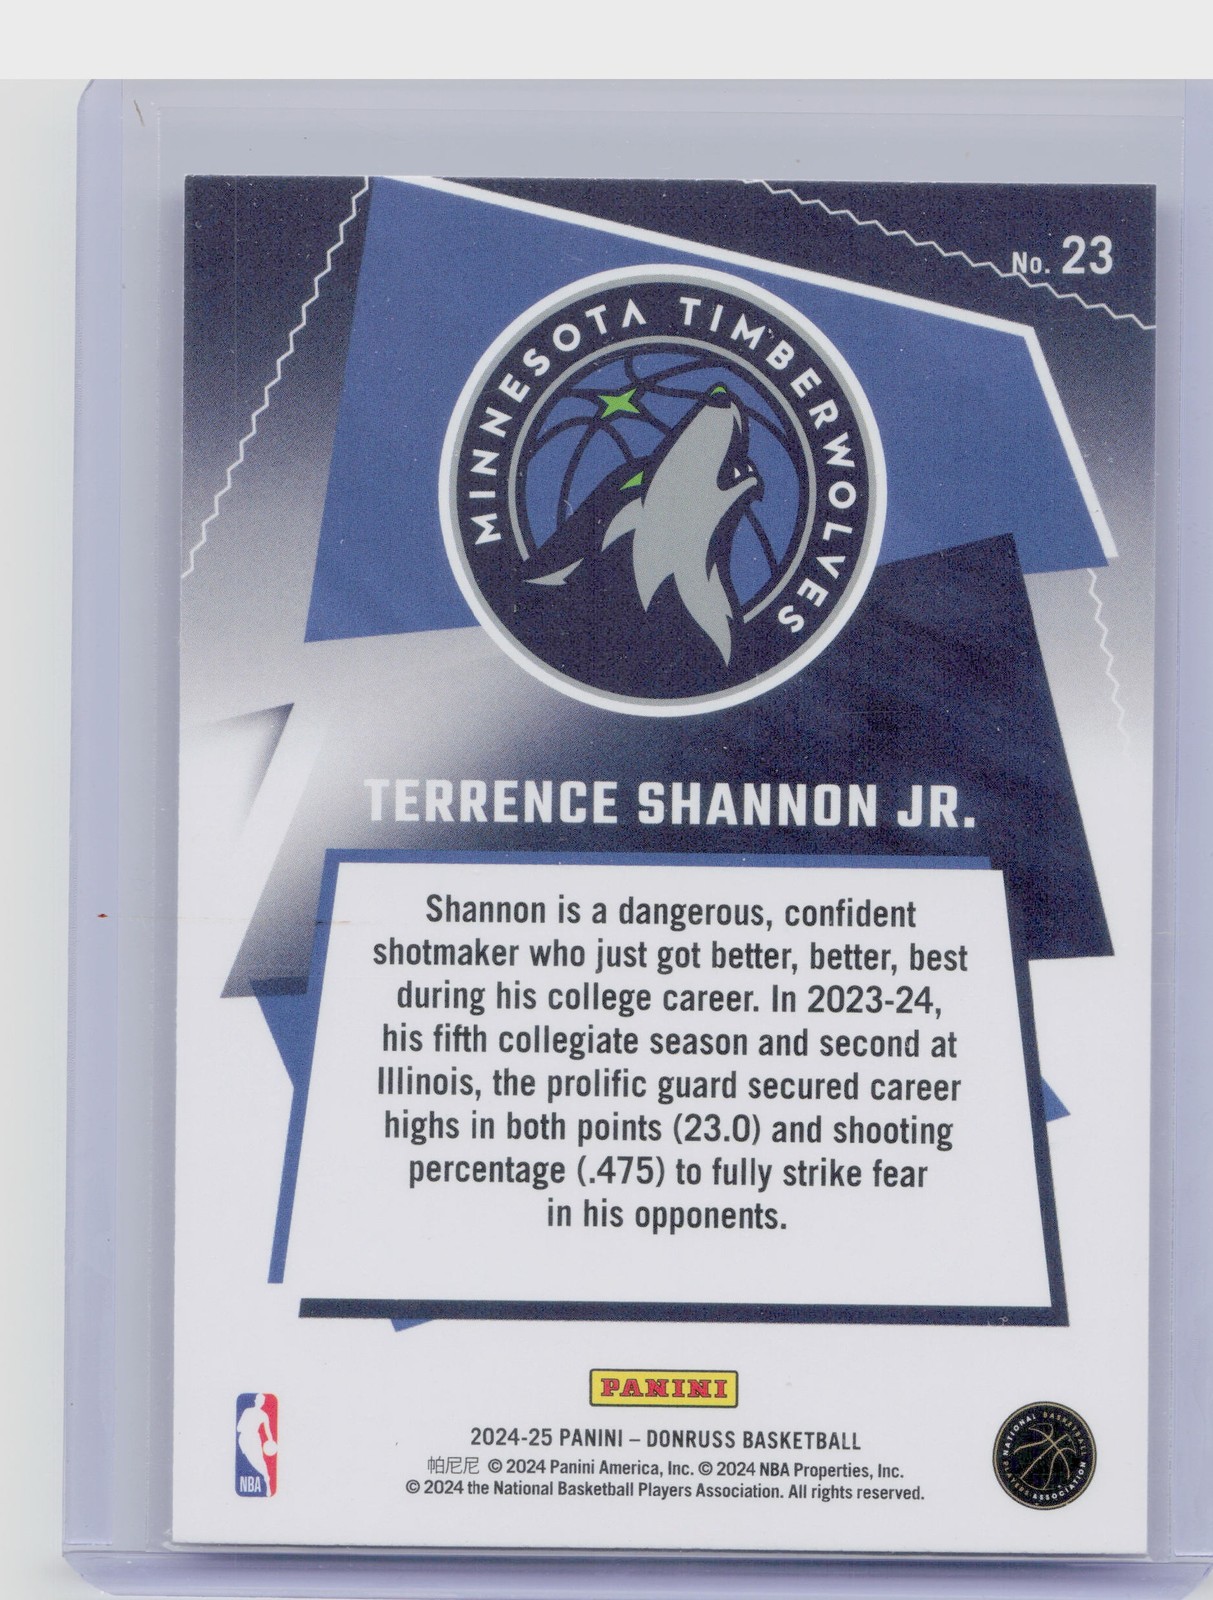 No. 23
MINNESOTA TIMBERWOLVES
TERRENCE SHANNON JR.
Shannon is a dangerous, confident
shotmaker who just got better, better, best
during his college career. In 2023-24,
his fifth collegiate season and second at
Illinois, the prolific guard secured career
highs in both points (23.0) and shooting
percentage (.475) to fully strike fear
in his opponents.
PANINI
NBA
2024-25 PANINI – DONRUSS BASKETBALL
帕尼尼 © 2024 Panini America, Inc. © 2024 NBA Properties, Inc.
© 2024 the National Basketball Players Association. All rights reserved.
NATIONAL BASKETBALL
PLAYERS ASSOCIATION